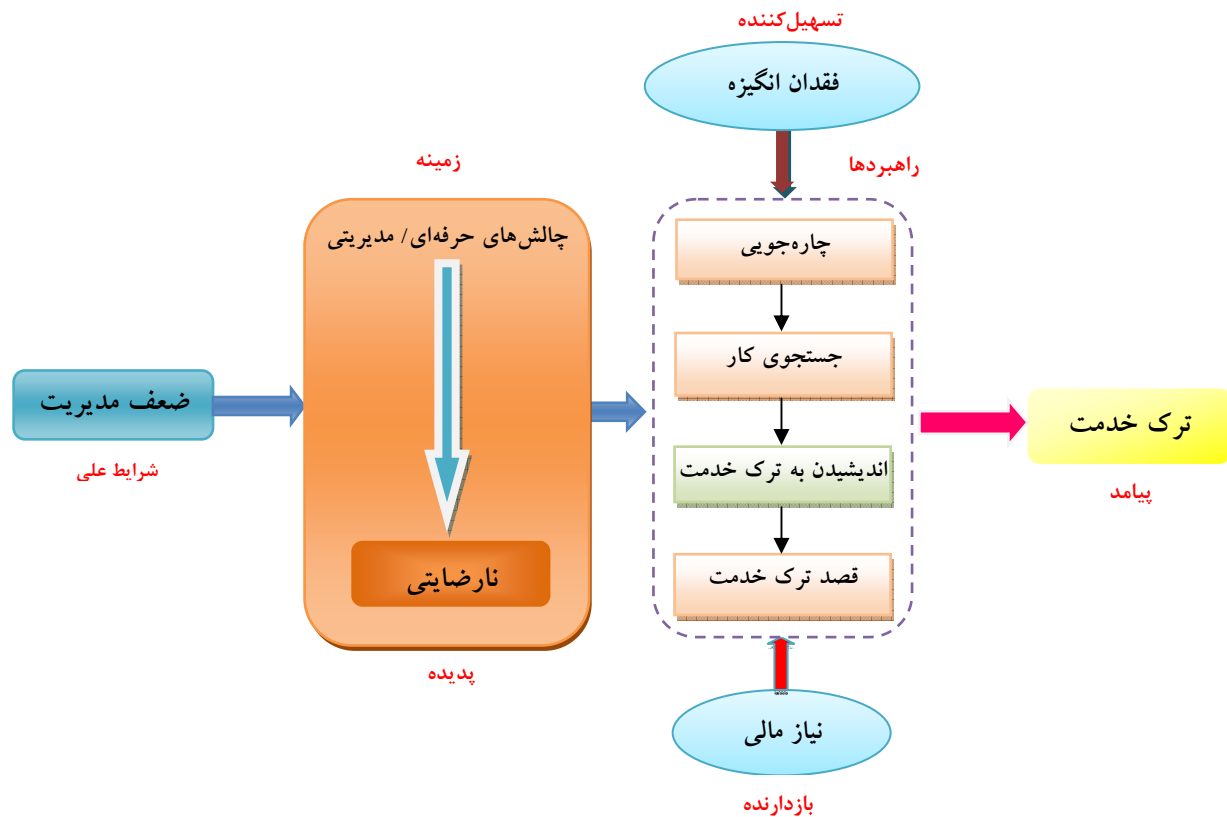 تسهیل‌کننده
فقدان انگیزه
راهبردها
زمینه
چالش‌های حرفه‌ای/ مدیریتی
نارضایتی
پدیده
ضعف مدیریت
شرایط علی
چاره‌جویی
جستجوی کار
اندیشیدن به ترک خدمت
قصد ترک خدمت
ترک خدمت
پیامد
نیاز مالی
بازدارنده